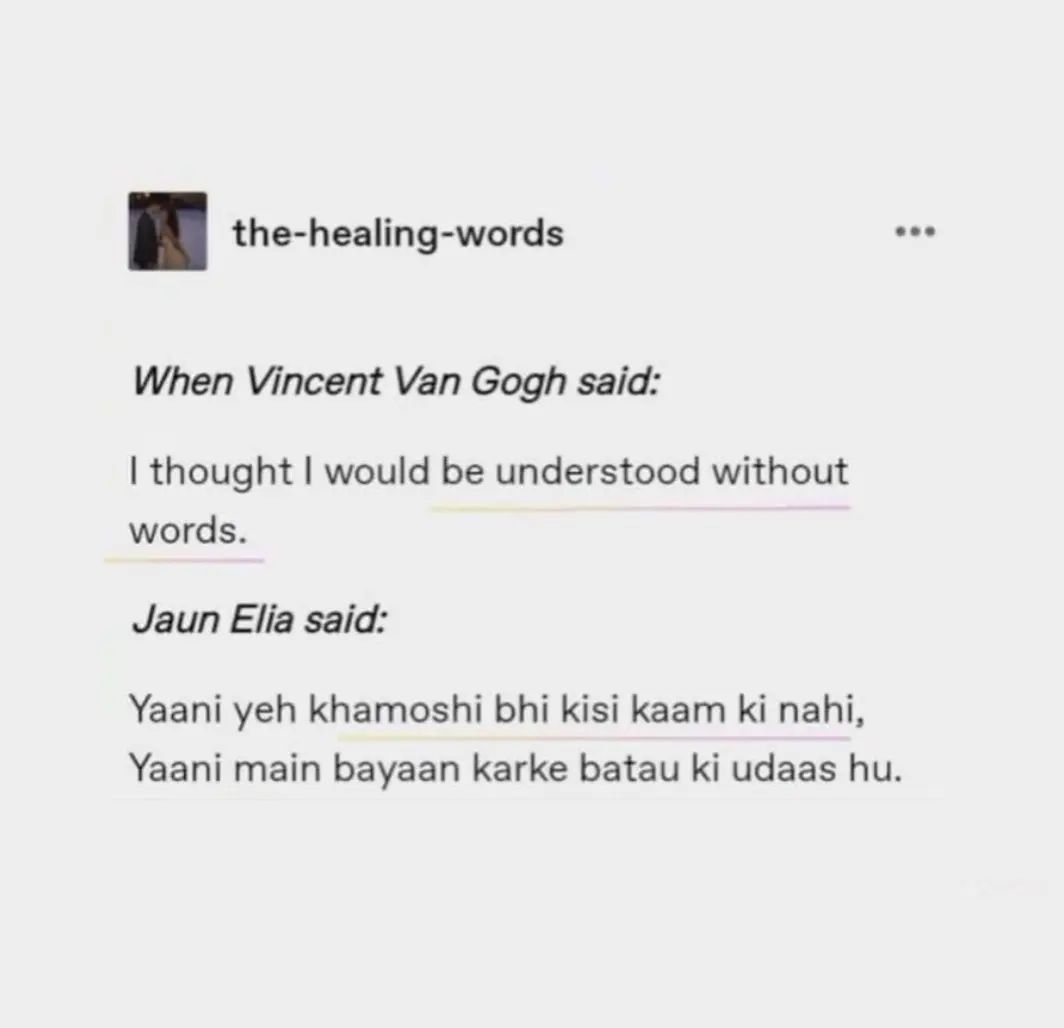 the-healing-words
When Vincent Van Gogh said:
I thought I would be understood without
words.
Jaun Elia said:
Yaani yeh khamoshi bhi kisi kaam ki nahi,
Yaani main bayaan karke batau ki udaas hu.